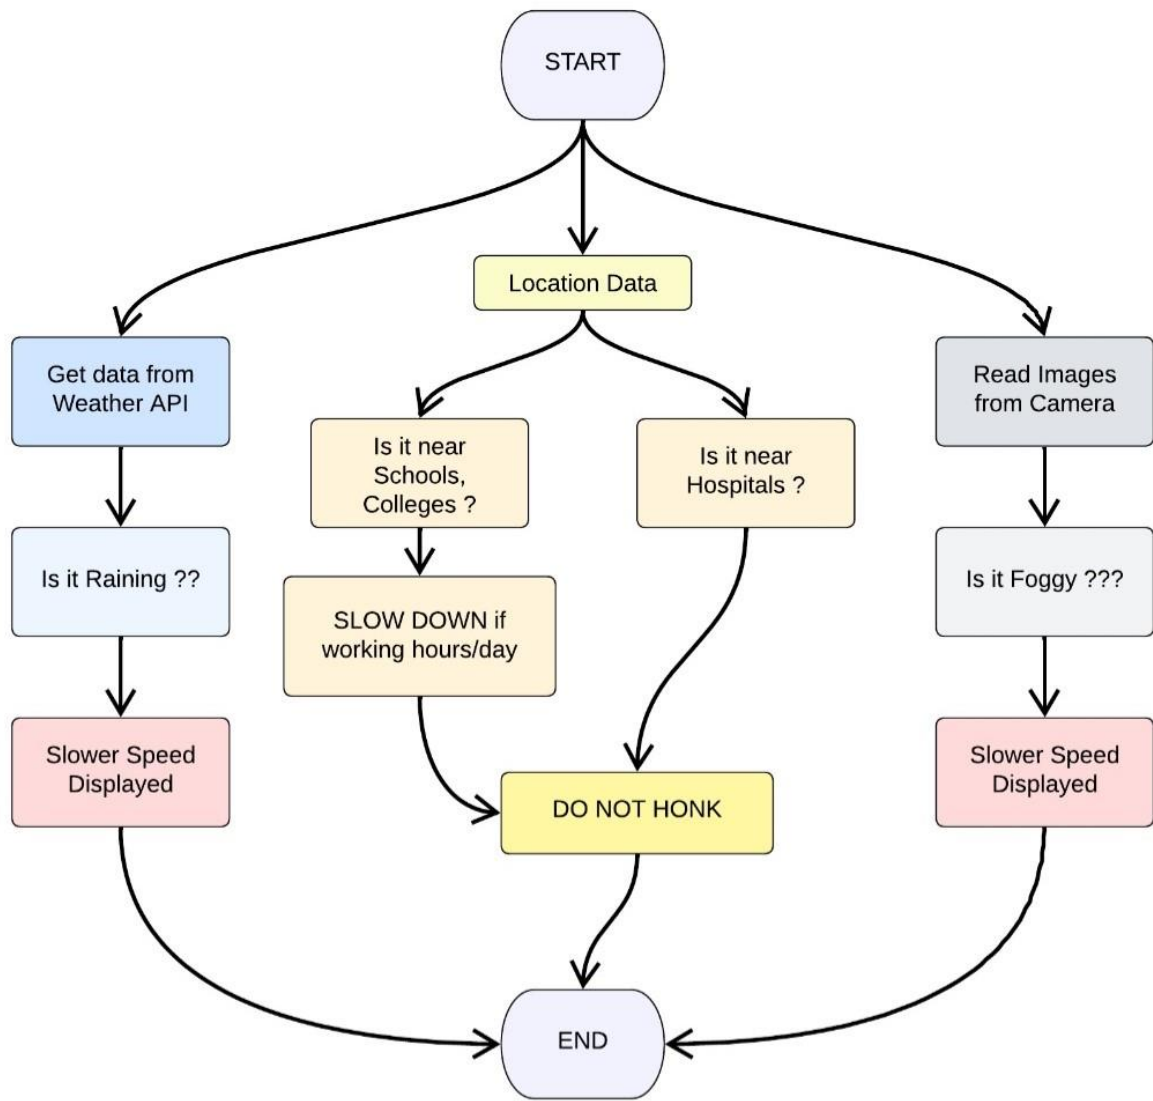 START
Location Data
Get data from
Weather API
Read Images
from Camera
Is it near
Schools,
Colleges ?
Is it near
Hospitals ?
Is it Raining ??
SLOW DOWN if
working hours/day
Is it Foggy ???
Slower Speed
Displayed
DO NOT HONK
Slower Speed
Displayed
END